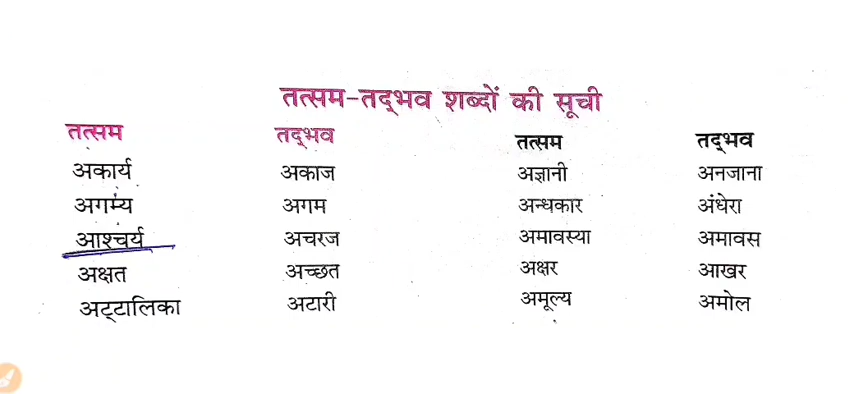 तत्सम-तद्‌भव शब्दों की सूची
तत्सम तद्‌भव तत्सम तद्‌भव
अकार्य अकाज अज्ञानी अनजाना
अगम्य अगम अन्धकार अंधेरा
आश्चर्य अचरज अमावस्या अमावस
अक्षत अच्छत अक्षर आखर
अट्‌टालिका अटारी अमूल्य अमोल